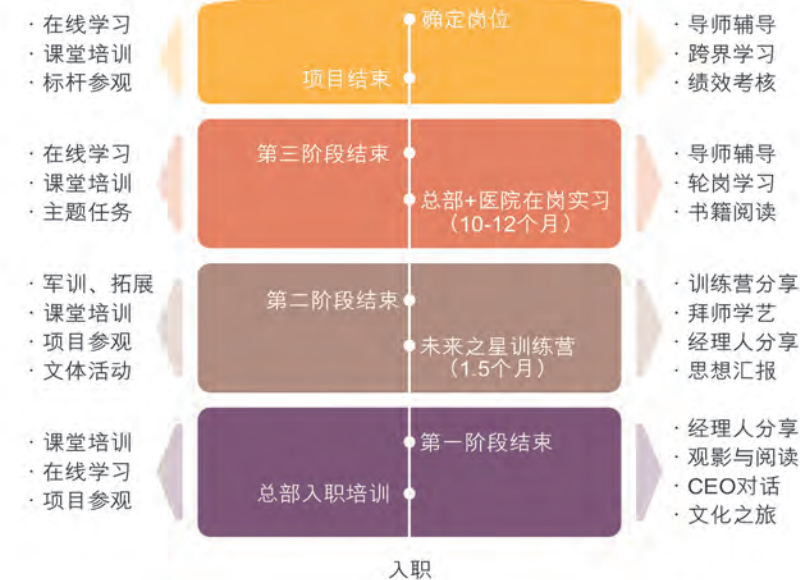 · 在线学习
· 课堂培训
· 标杆参观
确定岗位
项目结束
· 导师辅导
· 跨界学习
· 绩效考核
· 在线学习
· 课堂培训
· 主题任务
第三阶段结束
总部+医院在岗实习
（10-12个月）
· 导师辅导
· 轮岗学习
· 书籍阅读
· 军训、拓展
· 课堂培训
· 项目参观
· 文体活动
第二阶段结束
未来之星训练营
（1.5个月）
· 训练营分享
· 拜师学艺
· 经理人分享
· 思想汇报
· 课堂培训
· 在线学习
· 项目参观
第一阶段结束
总部入职培训
· 经理人分享
· 观影与阅读
· CEO对话
· 文化之旅
入职